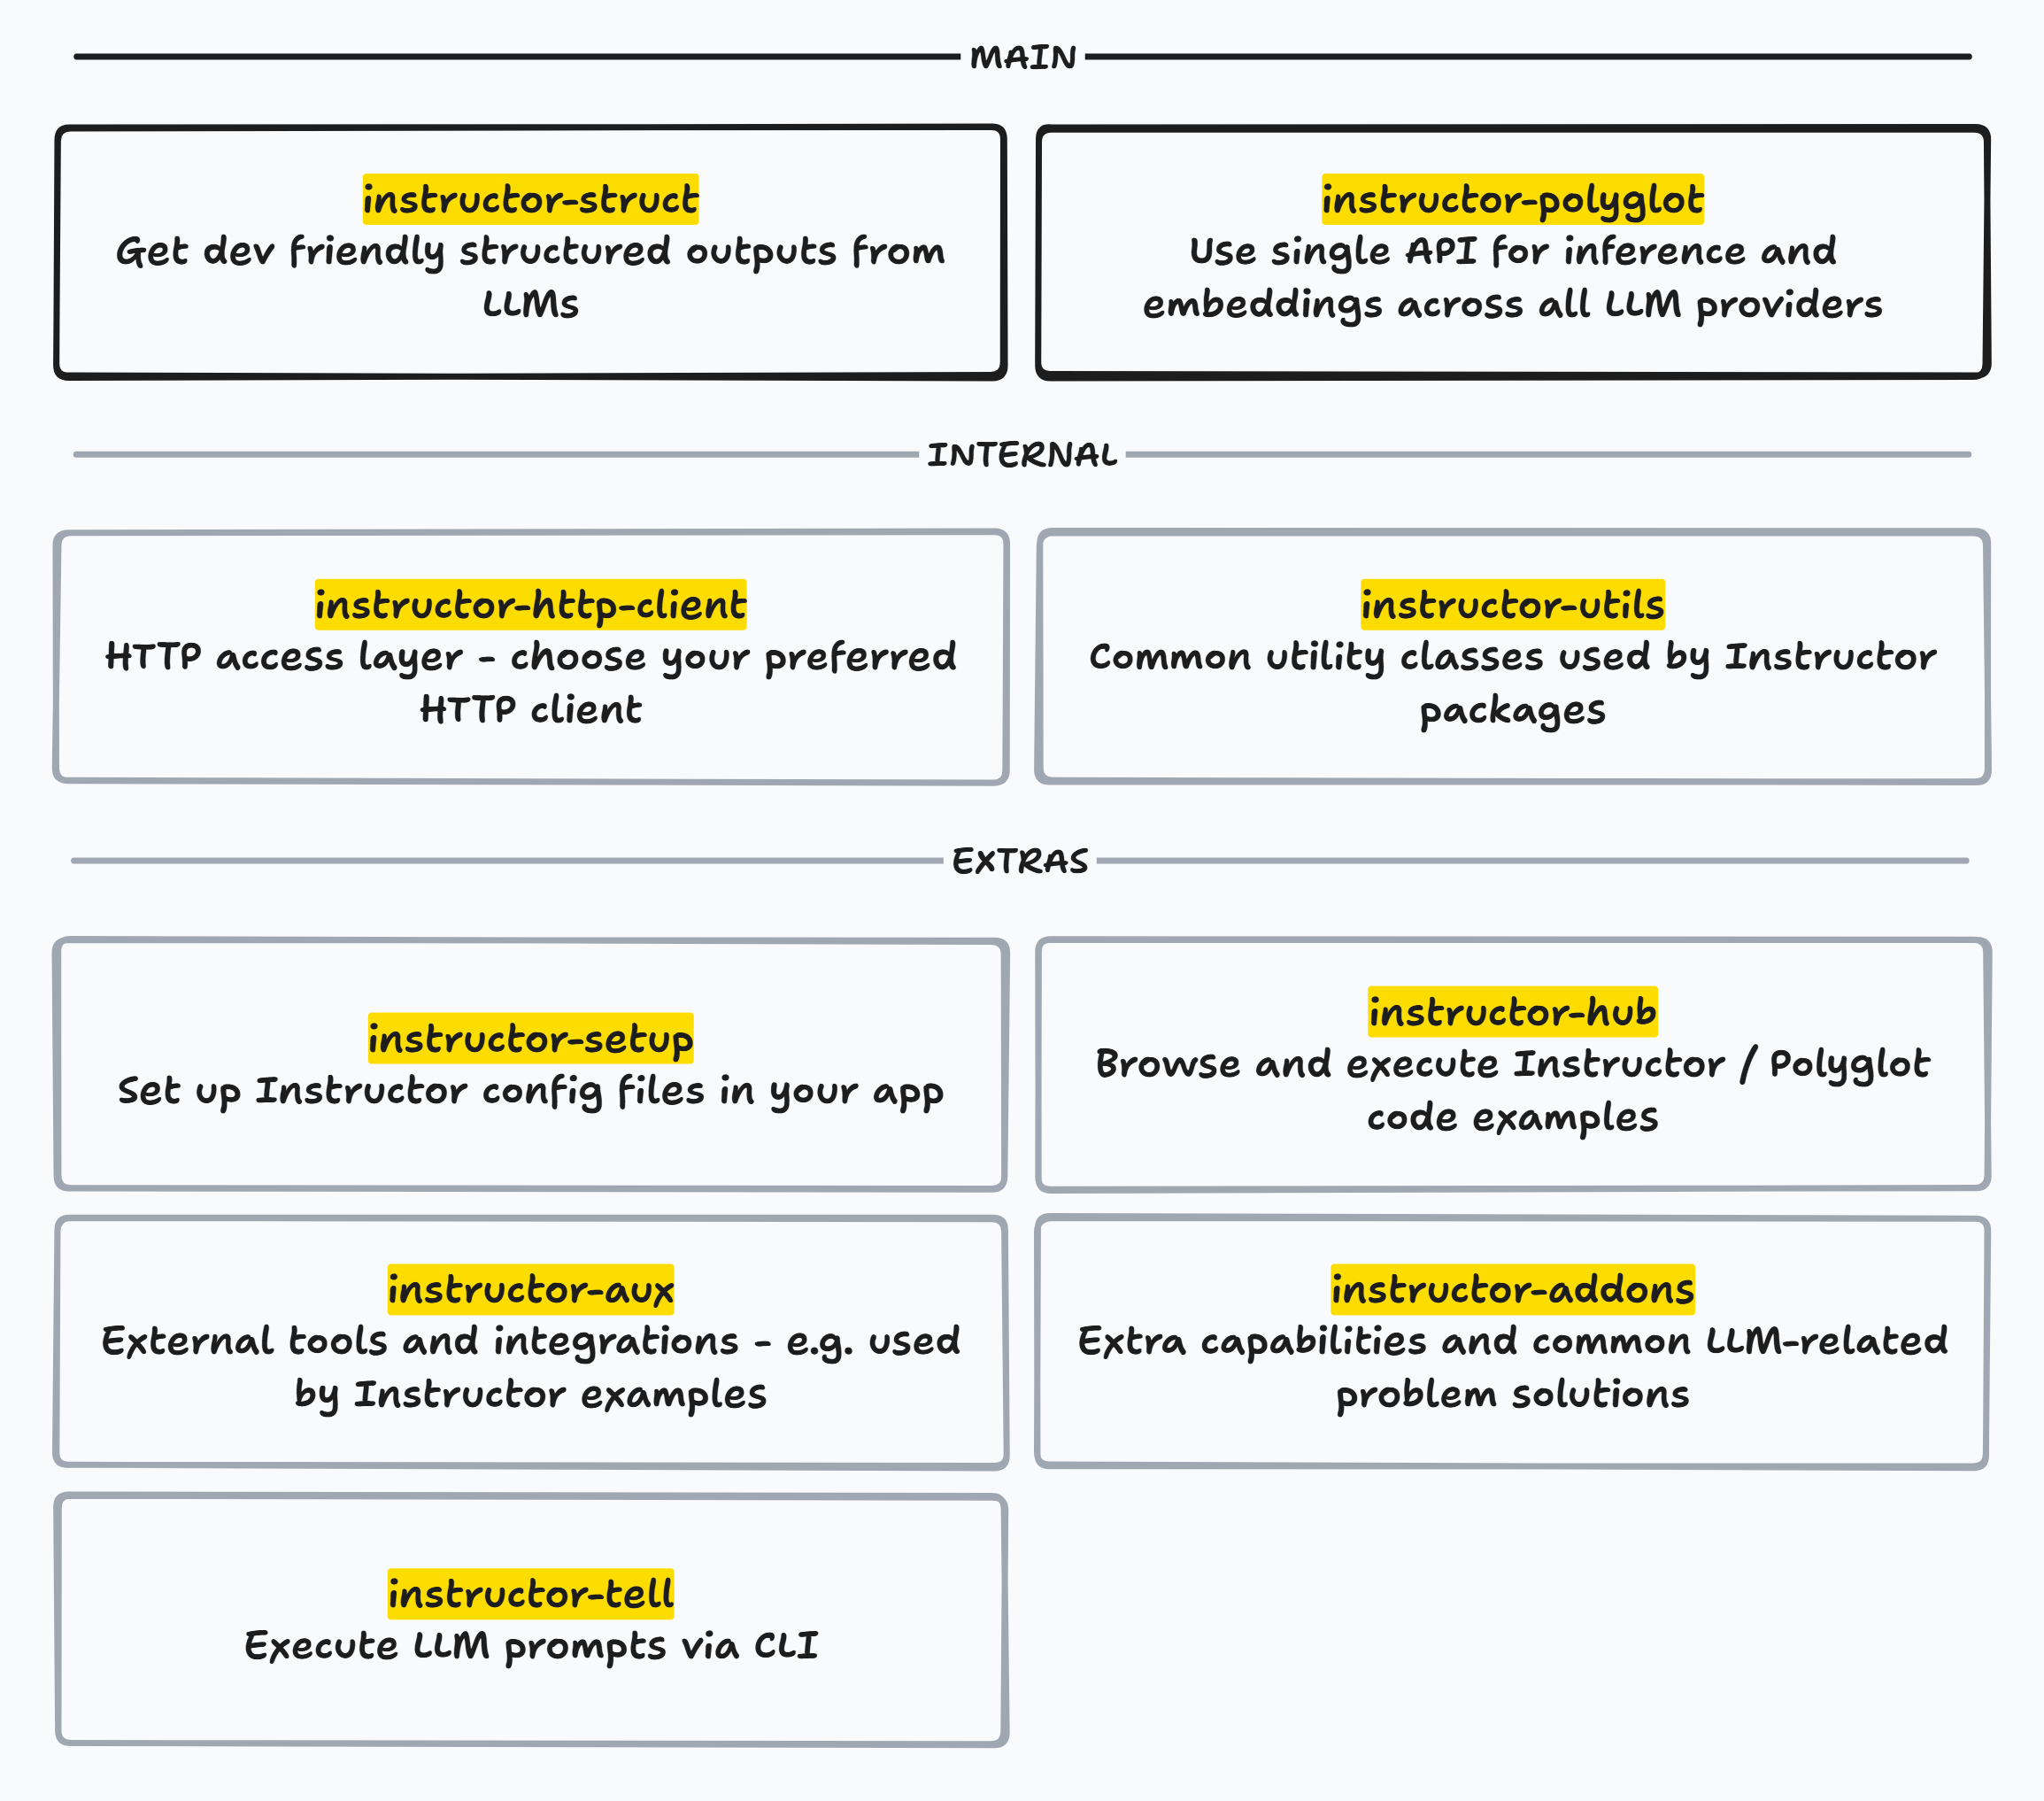 MAIN
instructor-struct
Get dev friendly structured outputs from
LLMs
instructor-polyglot
Use single API for inference and
embeddings across all LLM providers
INTERNAL
instructor-http-client
HTTP access layer - choose your preferred
HTTP client
instructor-utils
Common utility classes used by Instructor
packages
EXTRAS
instructor-setup
Set up Instructor config files in your app
instructor-hub
Browse and execute Instructor / Polyglot
code examples
instructor-aux
External tools and integrations - e.g. used
by Instructor examples
instructor-addons
Extra capabilities and common LLM-related
problem solutions
instructor-tell
Execute LLM prompts via CLI